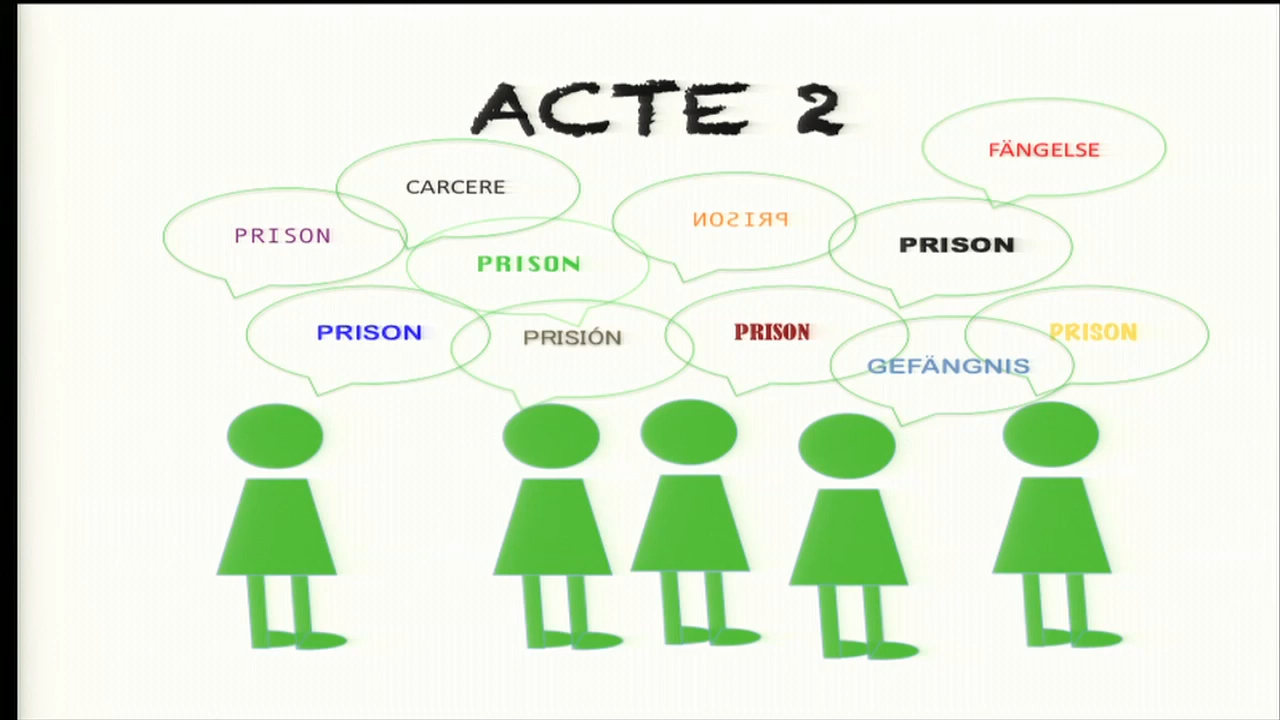 ACTE 2
FÄNGELSE
CARCERE
PRISON
PRISON
PRISON
PRISON
PRISON
PRISIÓN
PRISON
PRISON
GEFÄNGNIS